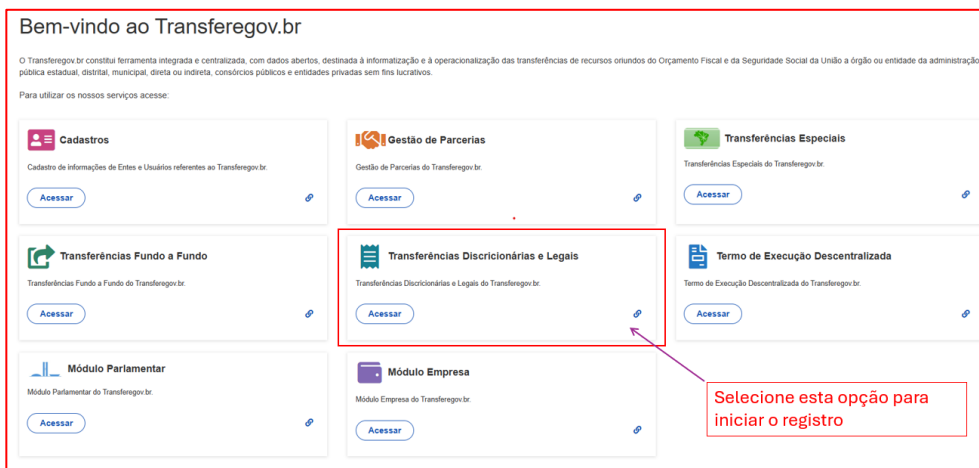 Bem-vindo ao Transferegov.br
O Transferegov.br constitui ferramenta integrada e centralizada, com dados abertos, destinada à informatização e à operacionalização das transferências de recursos oriundos do Orçamento Fiscal e da Seguridade Social da União a órgão ou entidade da administração
pública estadual, distrital, municipal, direta ou indireta, consórcios públicos e entidades privadas sem fins lucrativos.
Para utilizar os nossos serviços acesse:
Cadastros
Cadastro de informações de Entes e Usuários referentes ao Transferegov.br.
Acessar
Gestão de Parcerias
Gestão de Parcerias do Transferegov.br.
Acessar
Transferências Especiais
Transferências Especiais do Transferegov.br.
Acessar
Transferências Fundo a Fundo
Transferências Fundo a Fundo do Transferegov.br.
Acessar
Transferências Discricionárias e Legais
Transferências Discricionárias e Legais do Transferegov.br.
Acessar
Termo de Execução Descentralizada
Termo de Execução Descentralizada do Transferegov.br.
Acessar
Módulo Parlamentar
Módulo Parlamentar do Transferegov.br.
Acessar
Módulo Empresa
Módulo Empresa do Transferegov.br.
Acessar
Selecione esta opção para
iniciar o registro